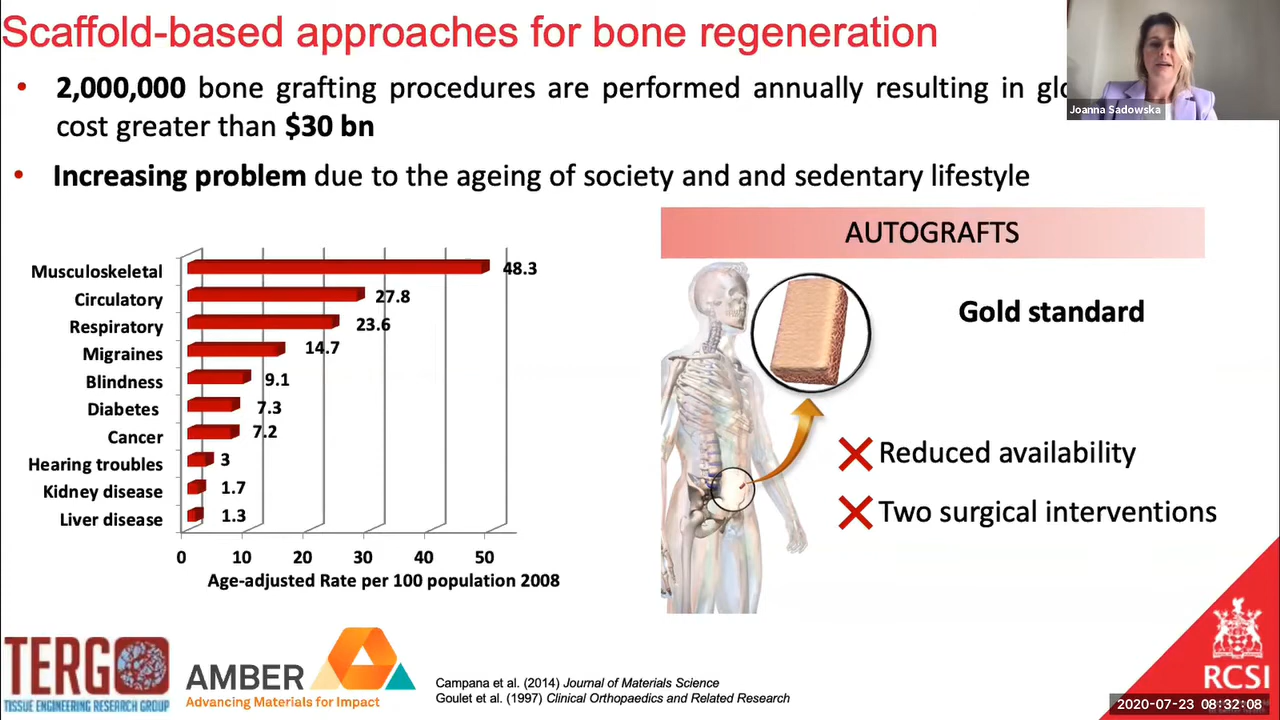 Scaffold-based approaches for bone regeneration
Joanna Sadowska
• 2,000,000 bone grafting procedures are performed annually resulting in
cost greater than $30 bn
• Increasing problem due to the ageing of society and and sedentary lifestyle
Musculoskeletal 48.3
Circulatory 27.8
Respiratory 23.6
Migraines 14.7
Blindness 9.1
Diabetes 7.3
Cancer 7.2
Hearing troubles 3
Kidney disease 1.7
Liver disease 1.3
0 10 20 30 40 50
Age-adjusted Rate per 100 population 2008
AUTOGRAFTS
Gold standard
Reduced availability
Two surgical interventions
TERG
TISSUE ENGINEERING RESEARCH GROUP
AMBER
Advancing Materials for Impact
Campana et al. (2014) Journal of Materials Science
Goulet et al. (1997) Clinical Orthopaedics and Related Research
RCSI
2020-07-23 08:32:08